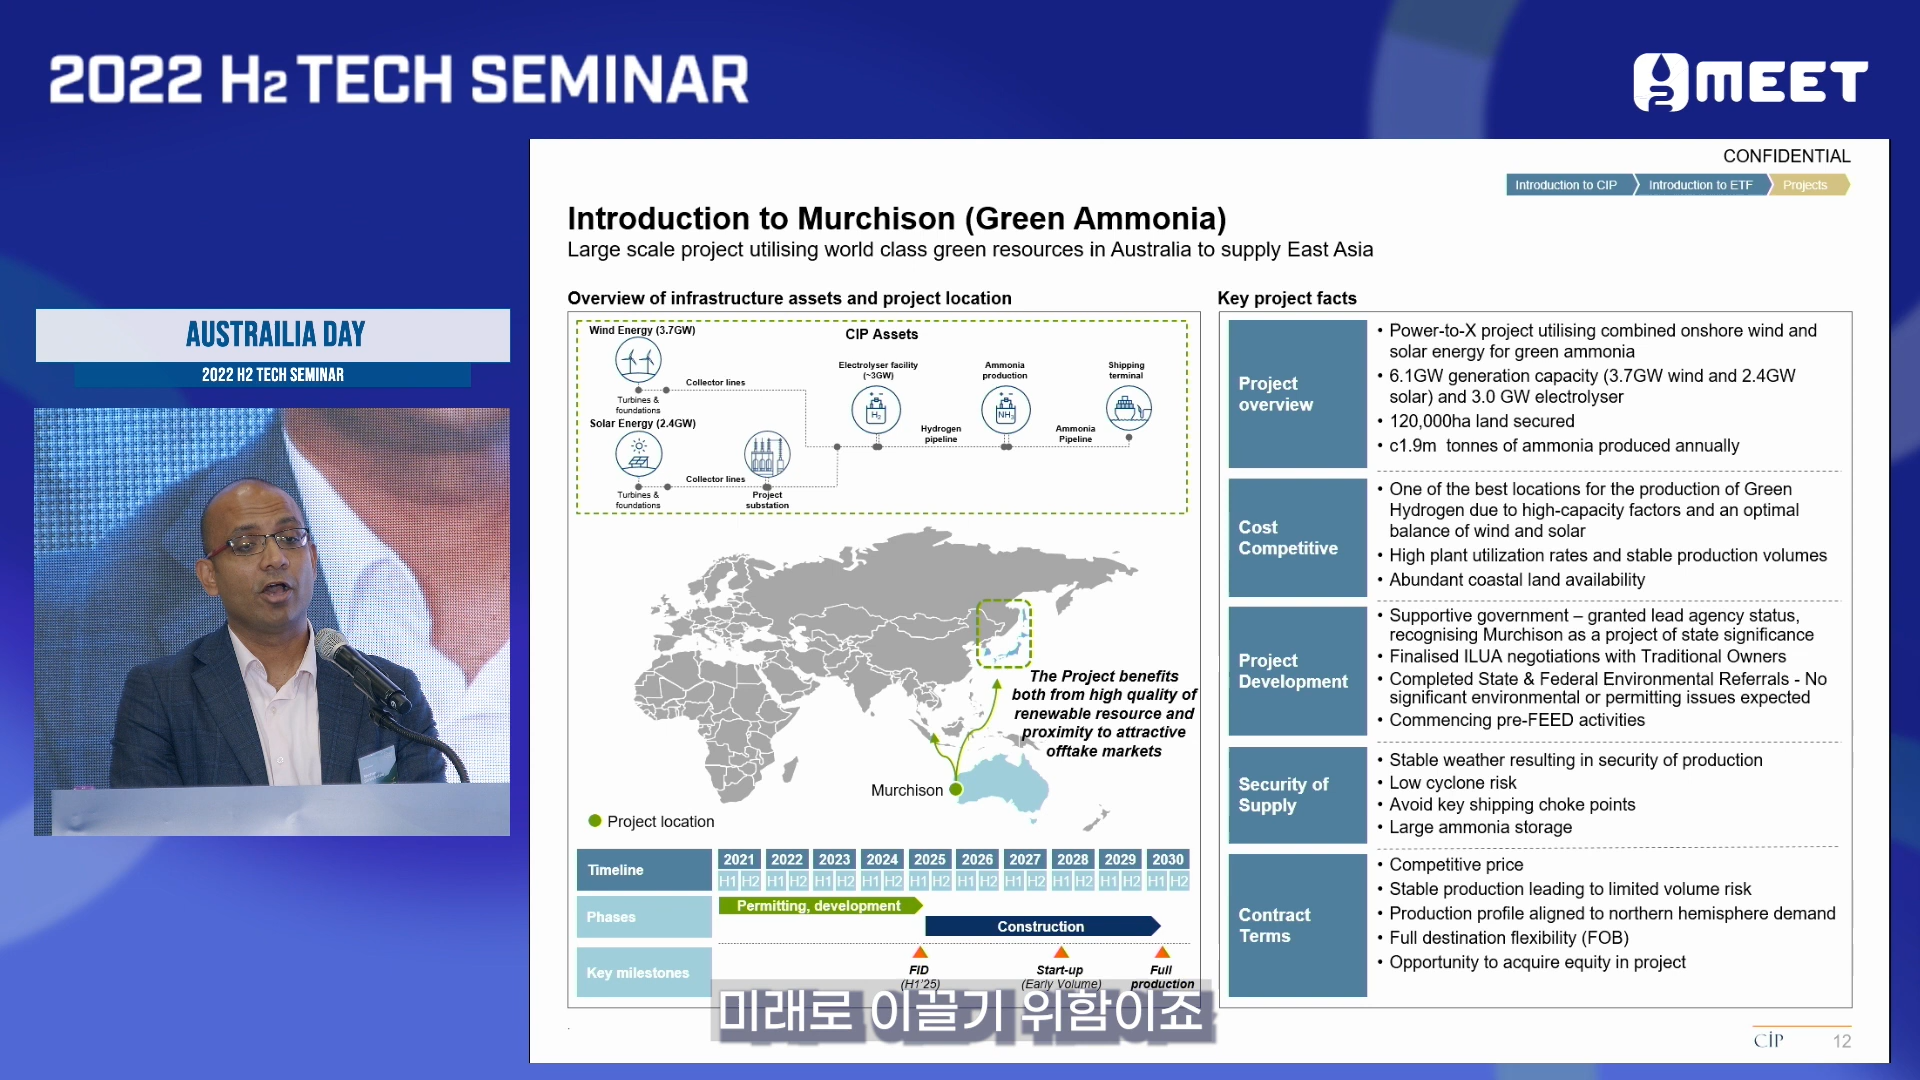 2022 H2 TECH SEMINAR
MEET
AUSTRAILIA DAY
2022 H2 TECH SEMINAR
CONFIDENTIAL
Introduction to CIP
Introduction to ETF
Projects
Introduction to Murchison (Green Ammonia)
Large scale project utilising world class green resources in Australia to supply East Asia
Overview of infrastructure assets and project location
Wind Energy (3.7GW)
CIP Assets
Electrolyser facility
(~3GW)
Ammonia
production
Shipping
terminal
Collector lines
Turbines &
foundations
H2
NH3
Hydrogen
pipeline
Ammonia
Pipeline
Solar Energy (2.4GW)
Collector lines
Turbines &
foundations
Project
substation
The Project benefits
both from high quality of
renewable resource and
proximity to attractive
offtake markets
Murchison
Project location
Timeline
2021 2022 2023 2024 2025 2026 2027 2028 2029 2030
H1 H2 H1 H2 H1 H2 H1 H2 H1 H2 H1 H2 H1 H2 H1 H2 H1 H2 H1 H2
Phases
Permitting, development
Construction
Key milestones
FID
(H1'25)
Start-up
(Early Volume)
Full
production
Key project facts
Project
overview
• Power-to-X project utilising combined onshore wind and
solar energy for green ammonia
• 6.1GW generation capacity (3.7GW wind and 2.4GW
solar) and 3.0 GW electrolyser
• 120,000ha land secured
• c1.9m tonnes of ammonia produced annually
Cost
Competitive
• One of the best locations for the production of Green
Hydrogen due to high-capacity factors and an optimal
balance of wind and solar
• High plant utilization rates and stable production volumes
• Abundant coastal land availability
Project
Development
• Supportive government – granted lead agency status,
recognising Murchison as a project of state significance
• Finalised ILUA negotiations with Traditional Owners
• Completed State & Federal Environmental Referrals - No
significant environmental or permitting issues expected
• Commencing pre-FEED activities
Security of
Supply
• Stable weather resulting in security of production
• Low cyclone risk
• Avoid key shipping choke points
• Large ammonia storage
Contract
Terms
• Competitive price
• Stable production leading to limited volume risk
• Production profile aligned to northern hemisphere demand
• Full destination flexibility (FOB)
• Opportunity to acquire equity in project
미래로 이끌기 위함이죠
CIP
12